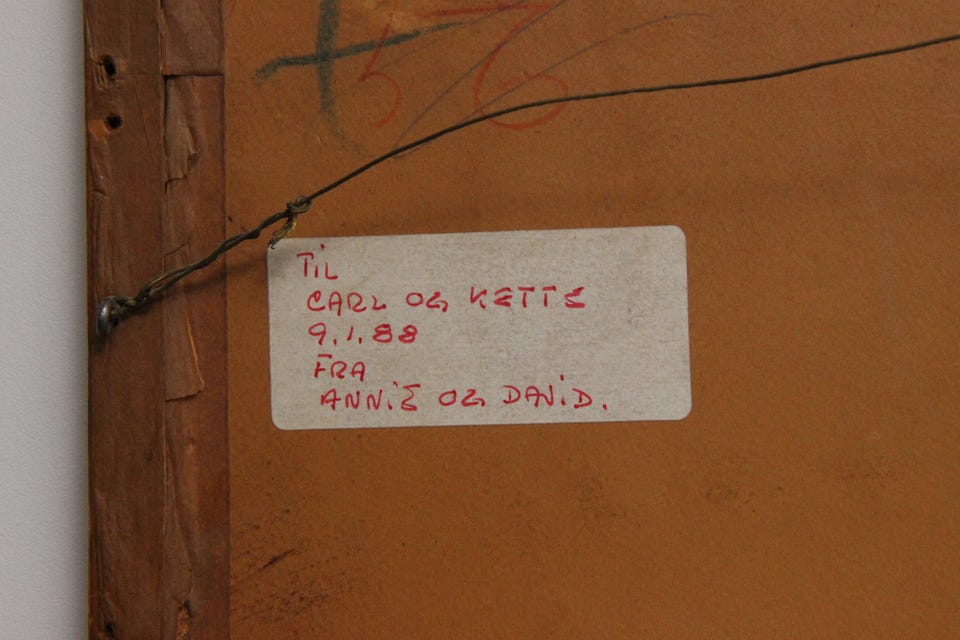 TIL
CARL OG KETTE
9.1.88
FRA
ANNIE OG DAVID.